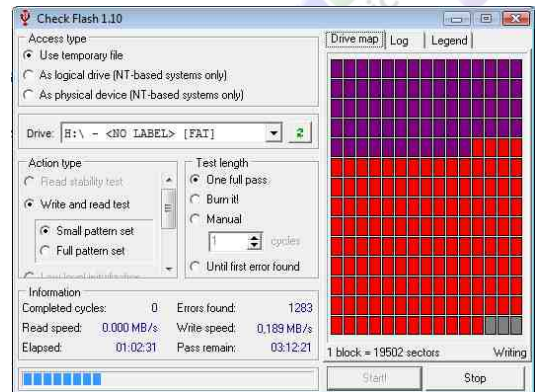 Check Flash 1.10
Access type
Use temporary file
As logical drive (NT-based systems only)
As physical device (NT-based systems only)
Drive: H:\ - <NO LABEL> [FAT]
Action type
Read stability test
Write and read test
Small pattern set
Full pattern set
Low level initialization
Test length
One full pass
Burn it!
Manual
1 cycles
Until first error found
Information
Completed cycles: 0 Errors found: 1283
Read speed: 0.000 MB/s Write speed: 0,189 MB/s
Elapsed: 01:02:31 Pass remain: 03:12:21
Drive map Log Legend
1 block = 19502 sectors Writing
Start! Stop